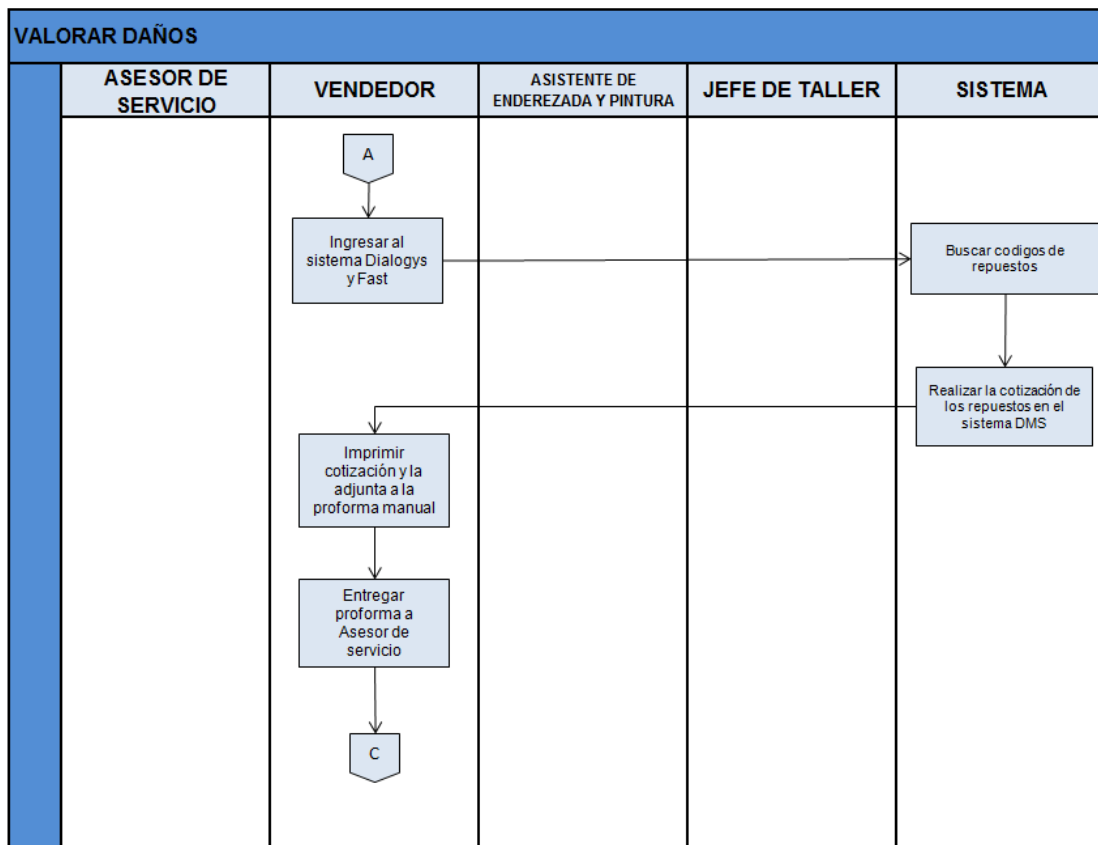 VALORAR DAÑOS
ASESOR DE
SERVICIO
VENDEDOR
ASISTENTE DE
ENDEREZADA Y PINTURA
JEFE DE TALLER
SISTEMA
A
Ingresar al
sistema Dialogys
y Fast
Buscar codigos de
repuestos
Realizar la cotización de
los repuestos en el
sistema DMS
Imprimir
cotización y la
adjunta a la
proforma manual
Entregar
proforma a
Asesor de
servicio
C